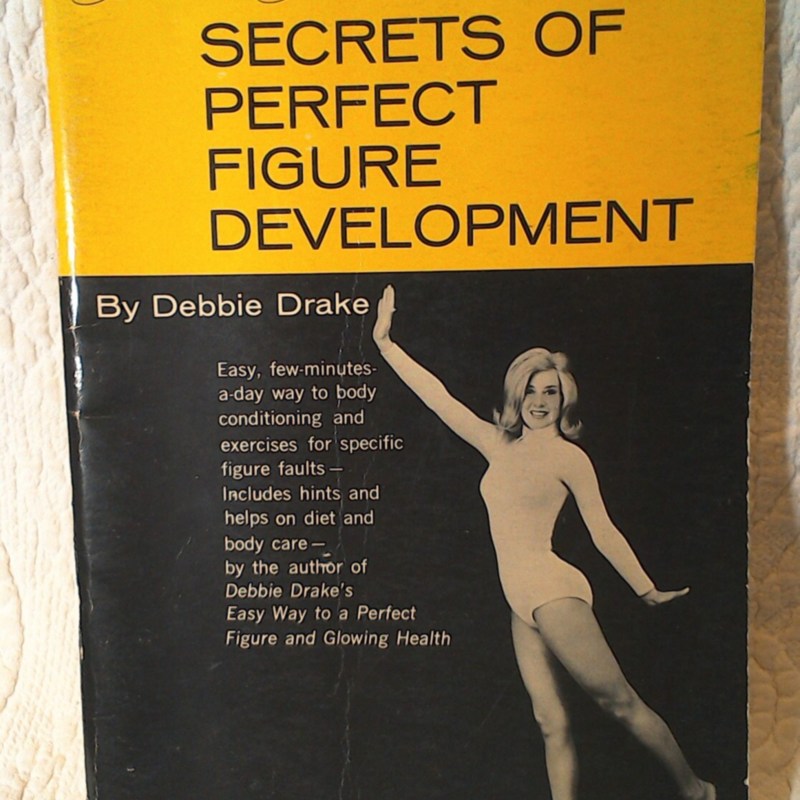 SECRETS OF
PERFECT
FIGURE
DEVELOPMENT
By Debbie Drake
Easy, few-minutes-
a-day way to body
conditioning and
exercises for specific
figure faults —
Includes hints and
helps on diet and
body care —
by the author of
Debbie Drake's
Easy Way to a Perfect
Figure and Glowing Health